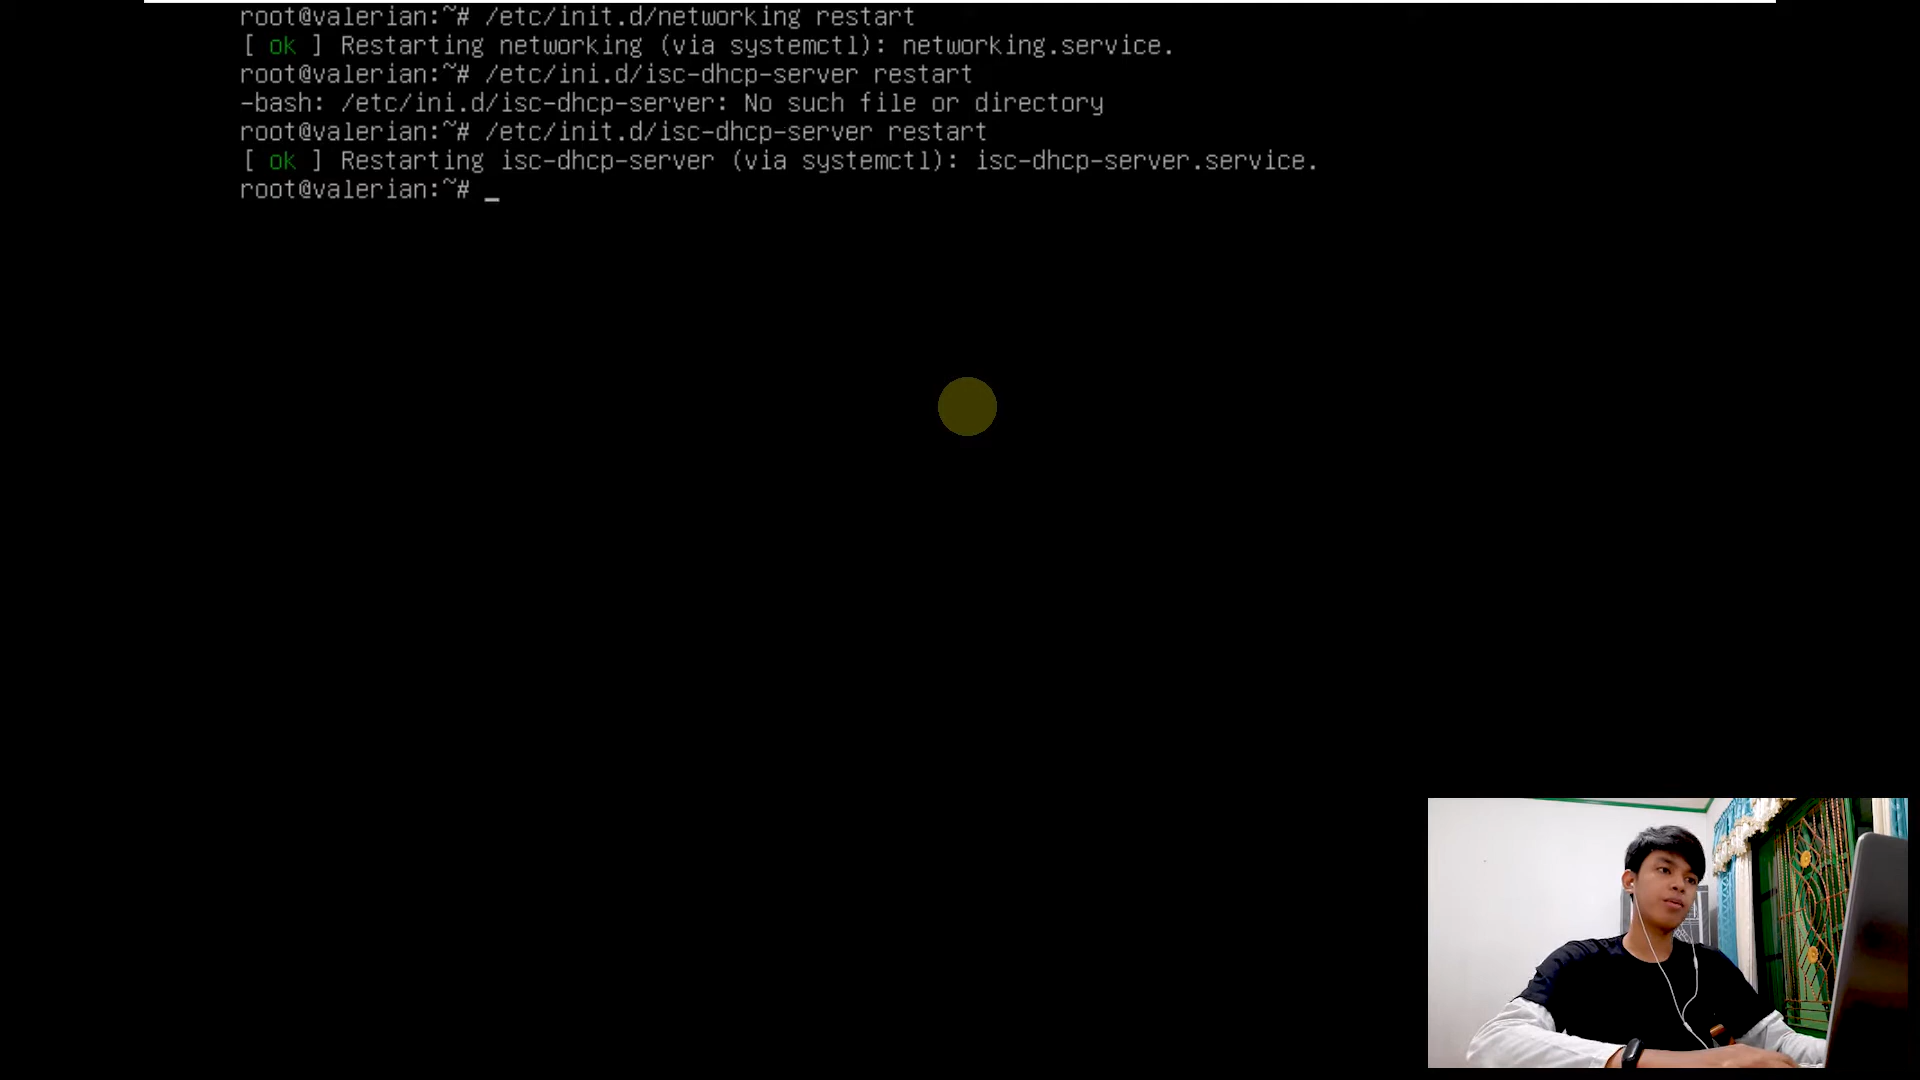 root@valerian:~# /etc/init.d/networking restart
[ ok ] Restarting networking (via systemctl): networking.service.
root@valerian:~# /etc/ini.d/isc-dhcp-server restart
-bash: /etc/ini.d/isc-dhcp-server: No such file or directory
root@valerian:~# /etc/init.d/isc-dhcp-server restart
[ ok ] Restarting isc-dhcp-server (via systemctl): isc-dhcp-server.service.
root@valerian:~# _